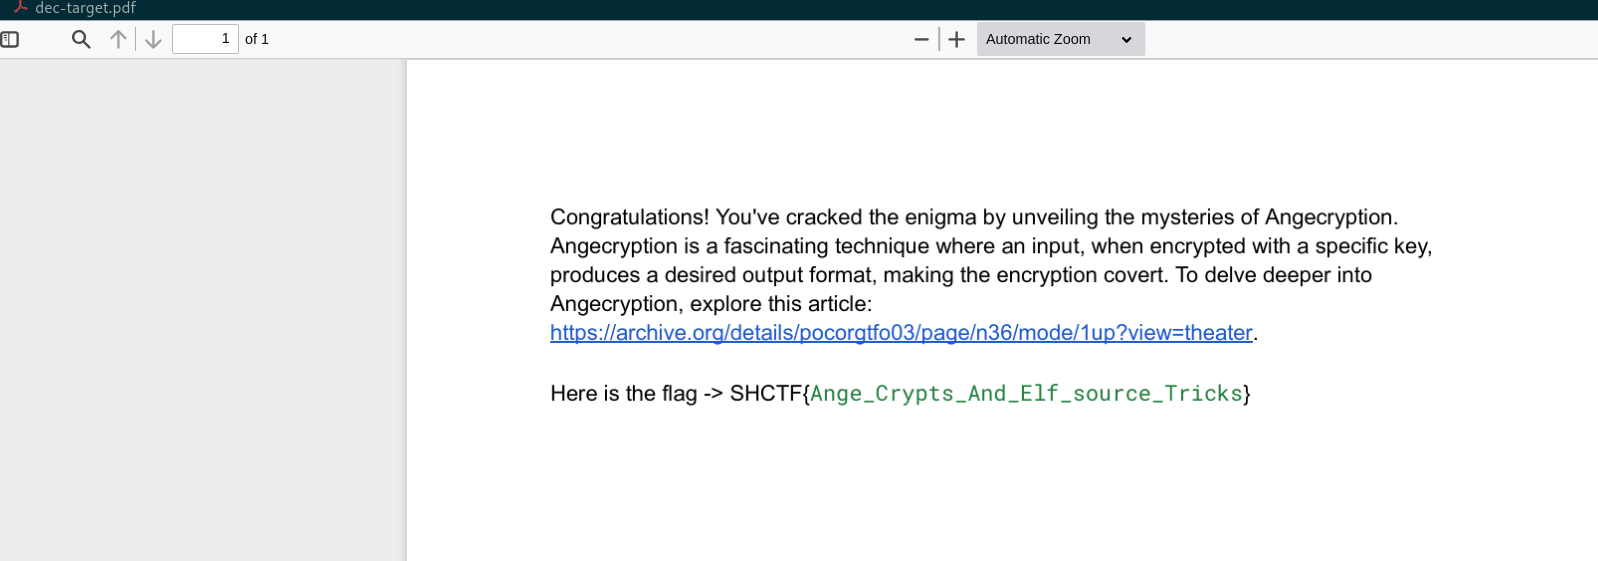 dec-target.pdf
1 of 1
Automatic Zoom
Congratulations! You've cracked the enigma by unveiling the mysteries of Angecryption.
Angecryption is a fascinating technique where an input, when encrypted with a specific key,
produces a desired output format, making the encryption covert. To delve deeper into
Angecryption, explore this article:
https://archive.org/details/pocorgtfo03/page/n36/mode/1up?view=theater.
Here is the flag -> SHCTF{Ange_Crypts_And_Elf_source_Tricks}